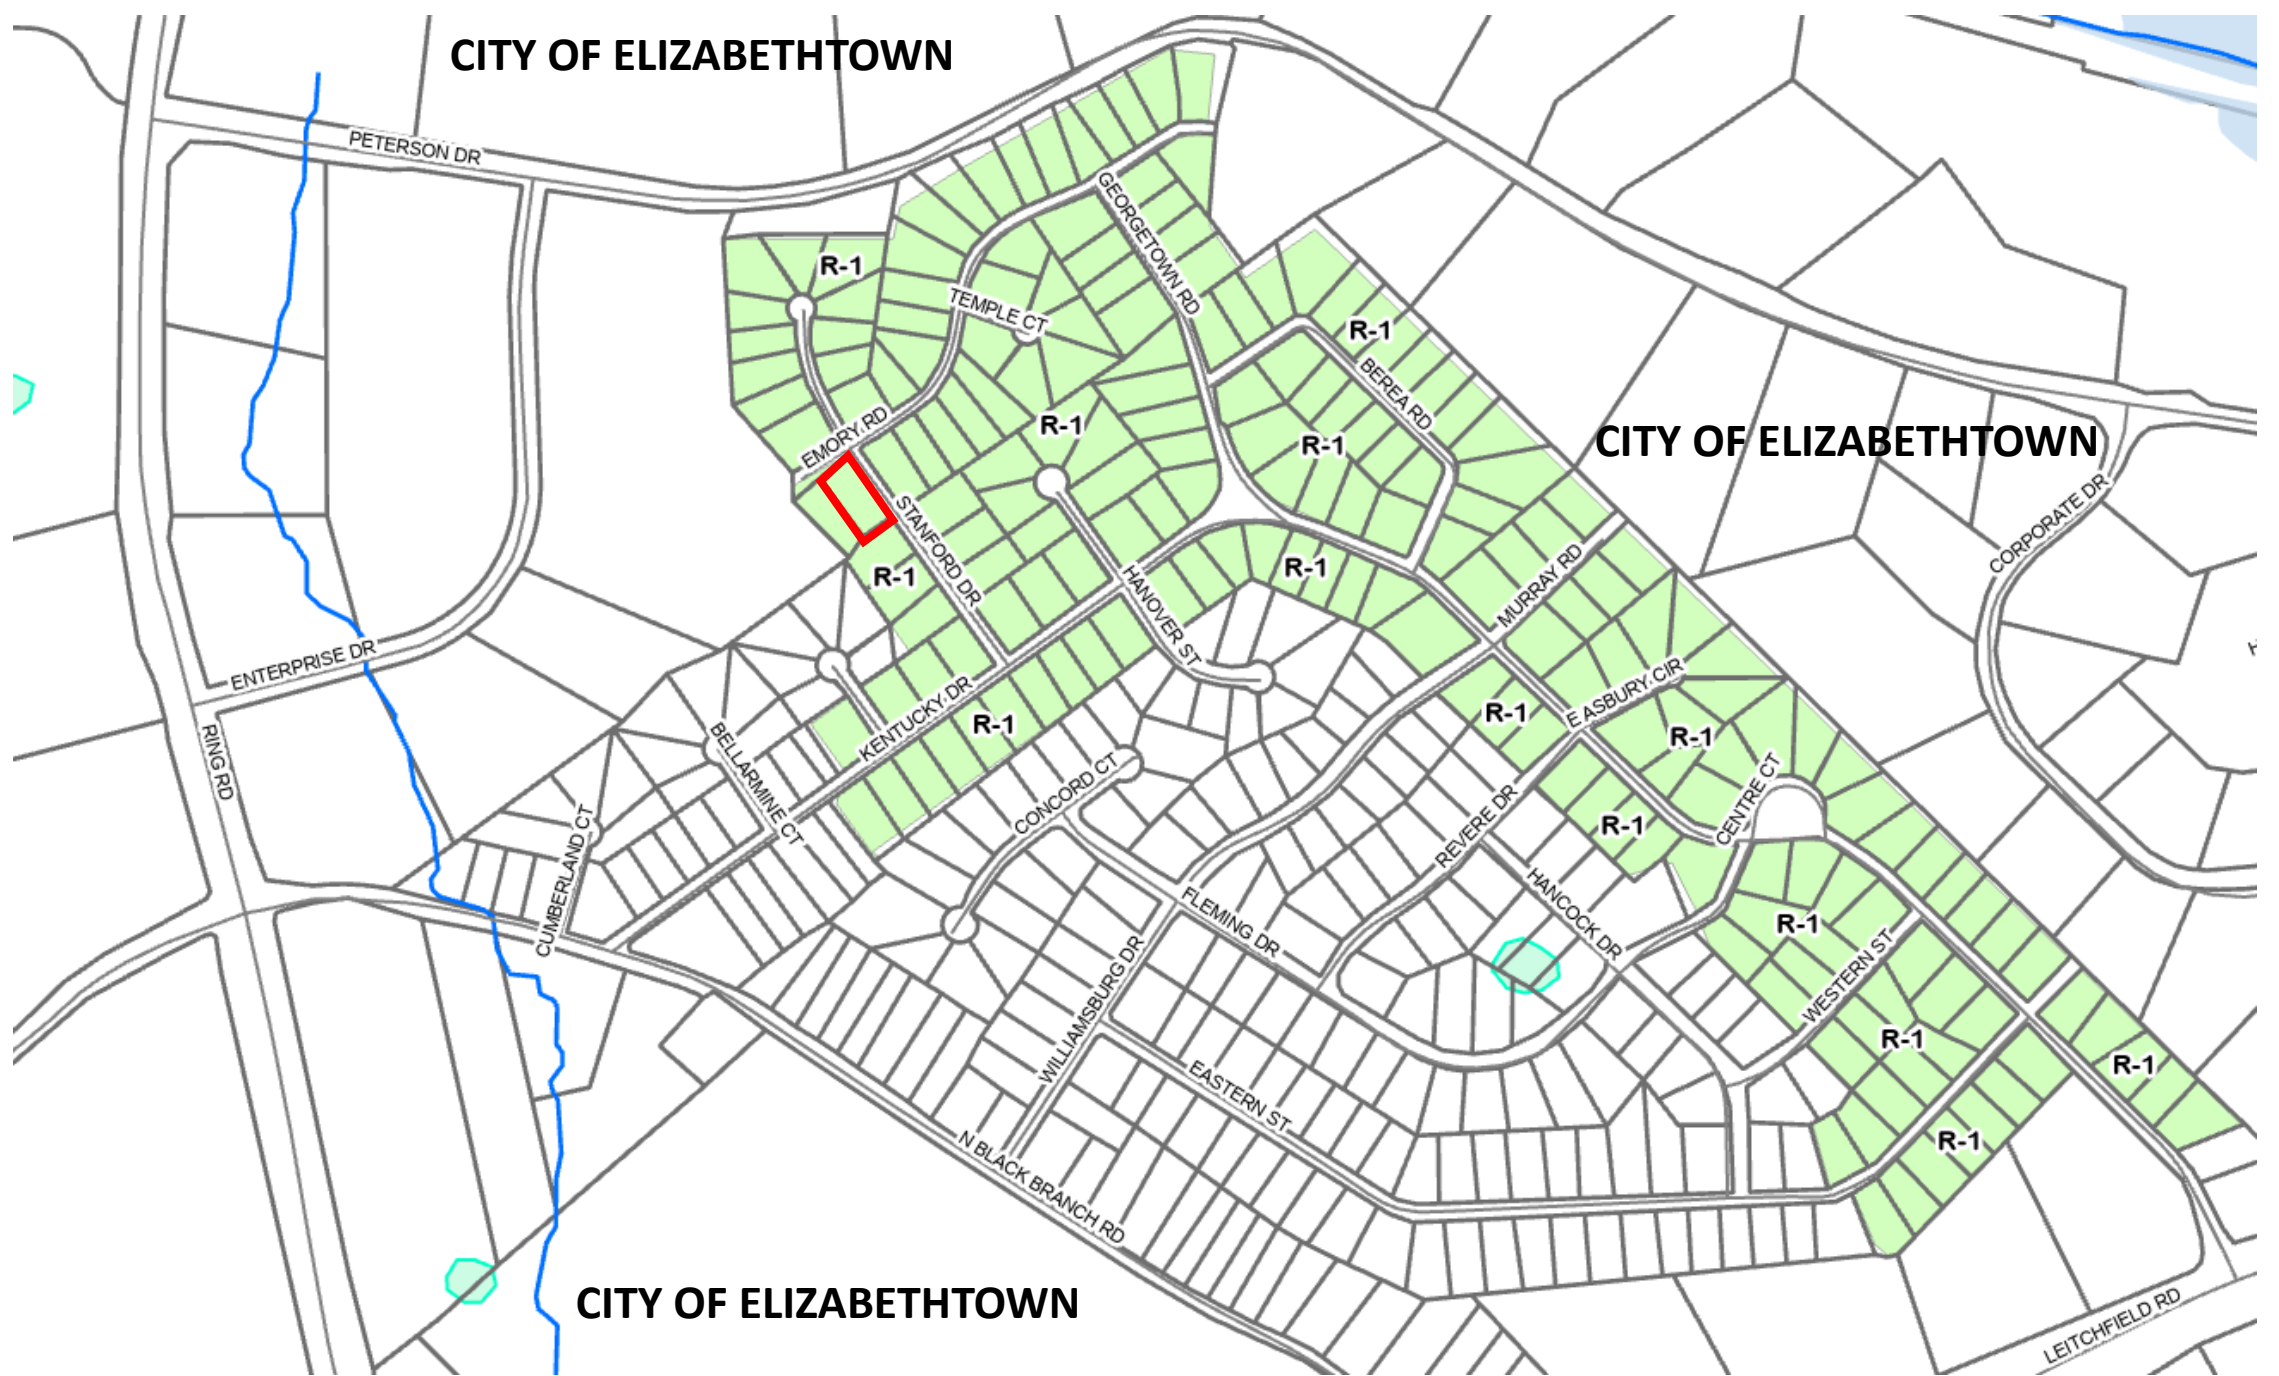 CITY OF ELIZABETHTOWN
PETERSON DR
GEORGETOWN RD
R-1
TEMPLE CT
R-1
BEREA RD
EMORY RD
R-1
R-1
CITY OF ELIZABETHTOWN
CORPORATE DR
STANFORD DR
R-1
R-1
HANOVER ST
MURRAY RD
ENTERPRISE DR
KENTUCKY DR
R-1
R-1
E ASBURY CIR
R-1
RING RD
BELLARMINE CT
CONCORD CT
CENTRE CT
REVERE DR
R-1
CUMBERLAND CT
HANCOCK DR
FLEMING DR
R-1
WESTERN ST
WILLIAMSBURG DR
R-1
EASTERN ST
R-1
N BLACK BRANCH RD
R-1
CITY OF ELIZABETHTOWN
LEITCHFIELD RD